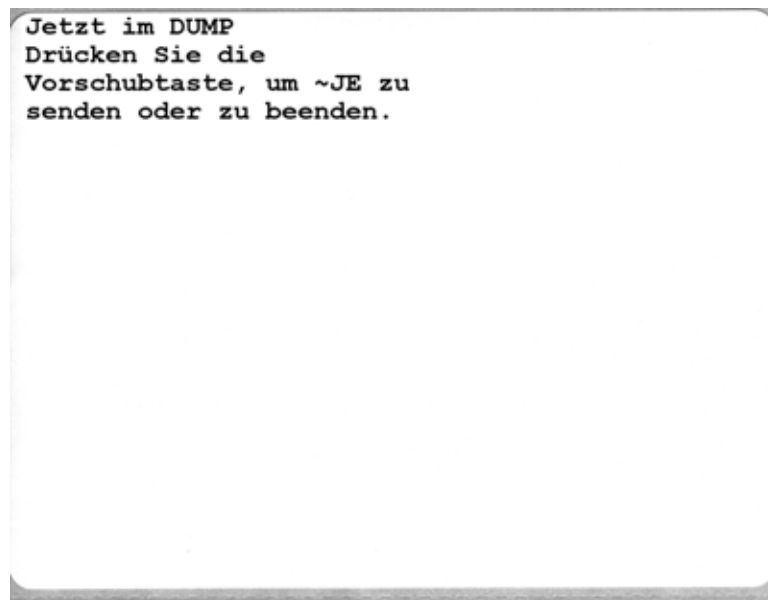 Jetzt im DUMP
Drücken Sie die
Vorschubtaste, um ~JE zu
senden oder zu beenden.